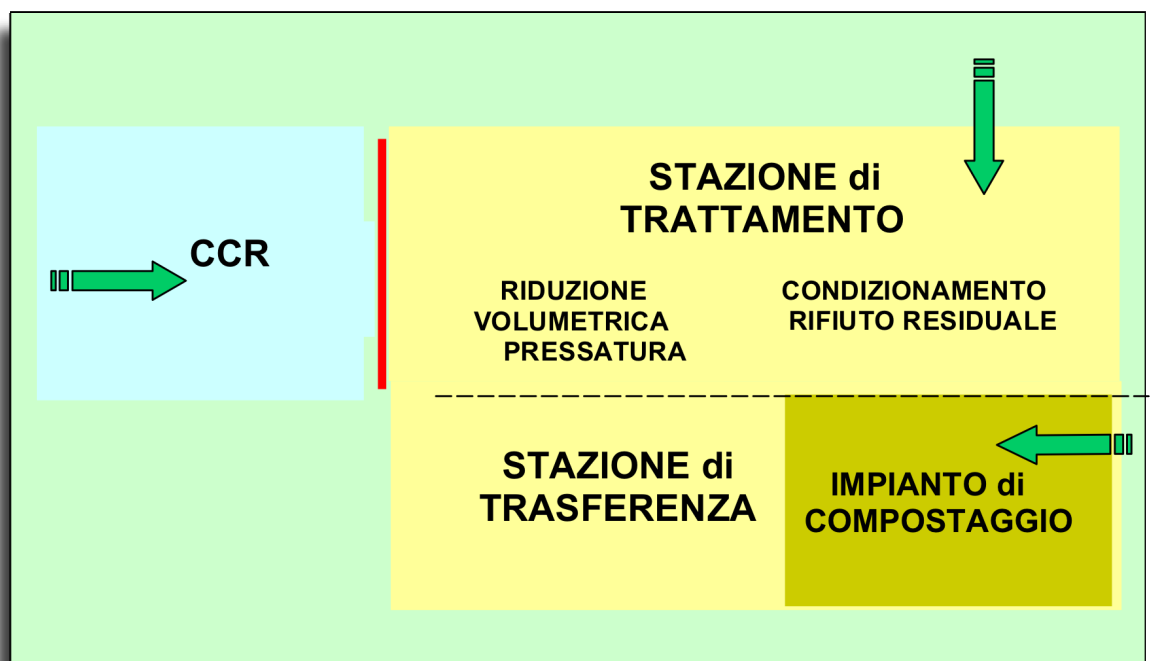 CCR
STAZIONE di
TRATTAMENTO
RIDUZIONE
VOLUMETRICA
PRESSATURA
CONDIZIONAMENTO
RIFIUTO RESIDUALE
STAZIONE di
TRASFERENZA
IMPIANTO di
COMPOSTAGGIO